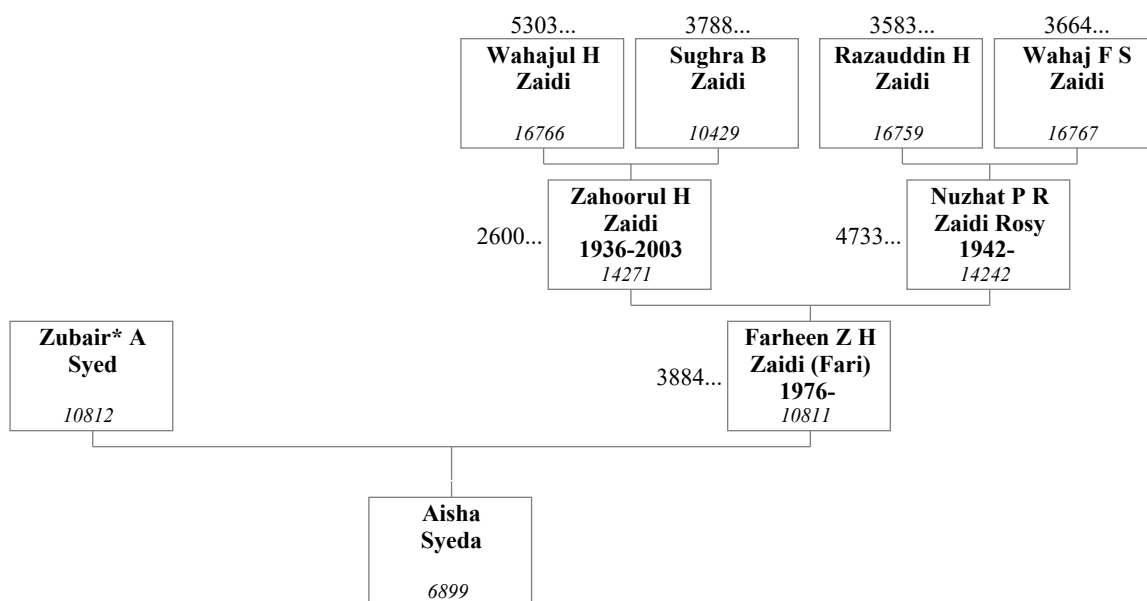 5303...
3788...
3583...
3664...
Wahajul H
Zaidi
16766
Sughra B
Zaidi
10429
Razauddin H
Zaidi
16759
Wahaj F S
Zaidi
16767
2600...
Zahoorul H
Zaidi
1936-2003
14271
4733...
Nuzhat P R
Zaidi Rosy
1942-
14242
Zubair* A
Syed
10812
3884...
Farheen Z H
Zaidi (Fari)
1976-
10811
Aisha
Syeda
6899